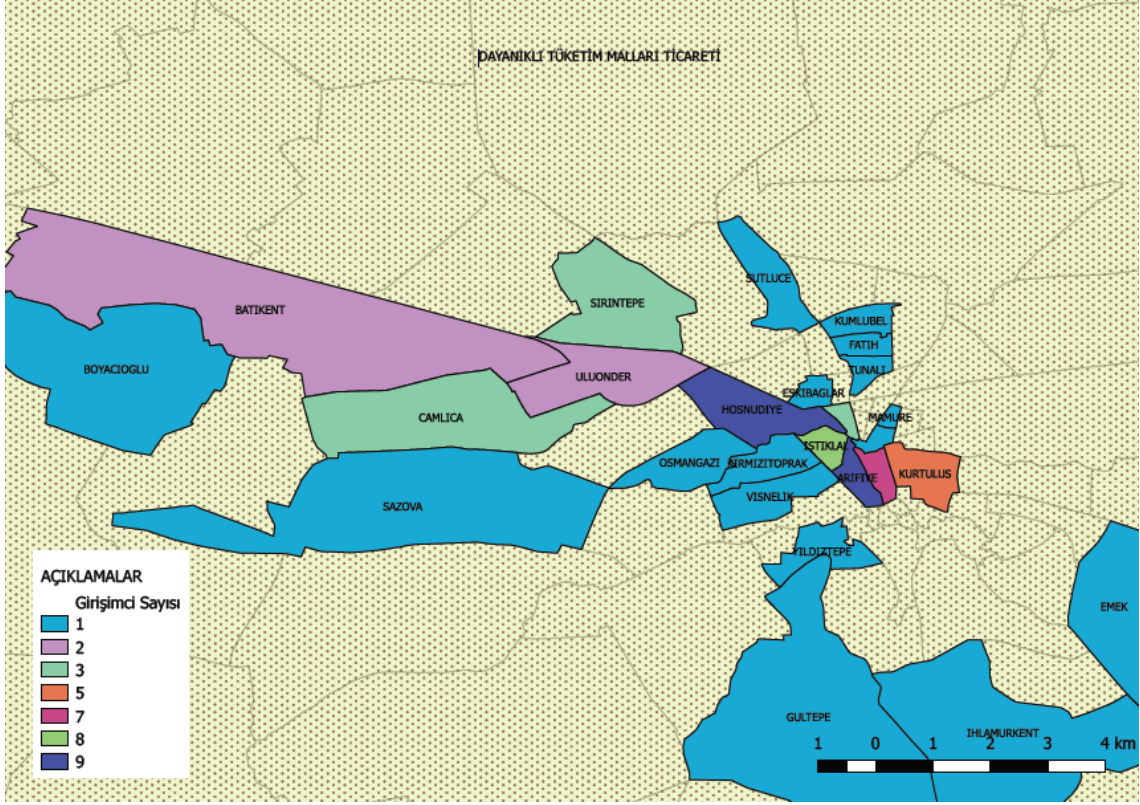 DAYANIKLI TÜKETİM MALLARI TİCARETİ
SUTLUCE
SIRINTEPE
BATIKENT
KUMLUBEL
FATIH
BOYACIOGLU
TUNALI
ULUONDER
ESKIBAGLAR
HOSNUDIYE
CAMLICA
MAMURE
ISTIKLAL
OSMANGAZI
KIRMIZITOPRAK
KURTULUS
ARIFIYE
VISNELIK
SAZOVA
YILDIZTEPE
EMEK
GULTEPE
IHLAMURKENT
AÇIKLAMALAR
Girişimci Sayısı
1
2
3
5
7
8
9
1 0 1 2 3 4 km